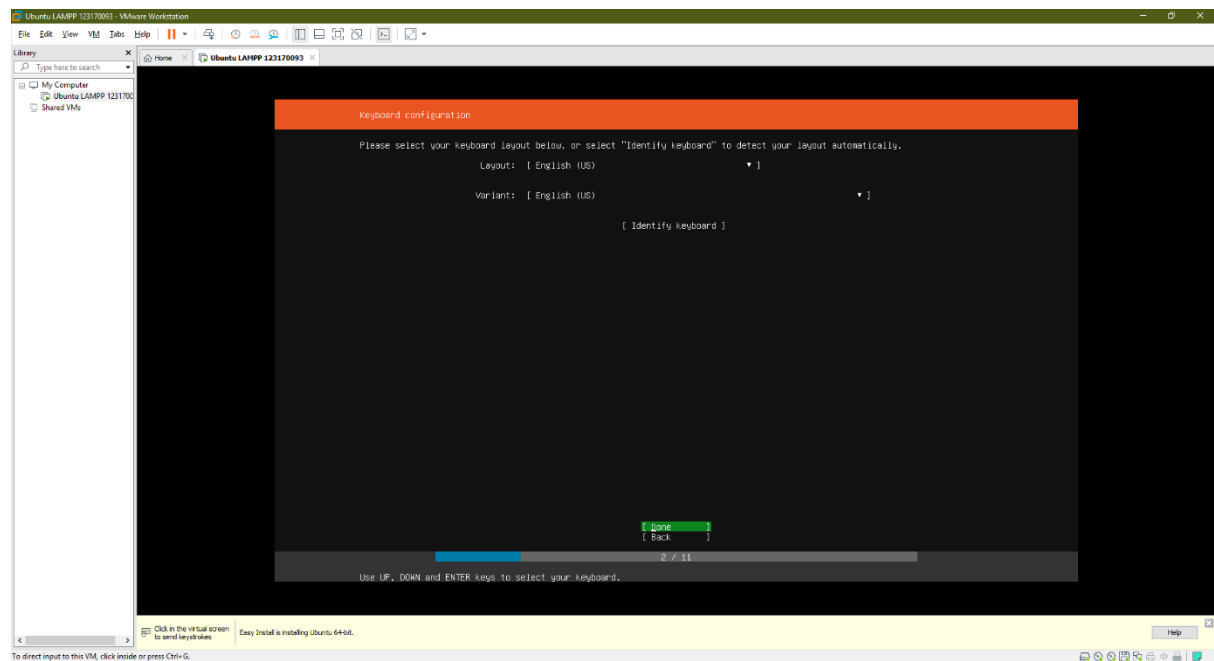 Ubuntu LAMPP 123170093 - VMware Workstation
File Edit View VM Tabs Help
Library
Home
Ubuntu LAMPP 123170093
Type here to search
My Computer
Ubuntu LAMPP 1231700
Shared VMs
Keyboard configuration
Please select your keyboard layout below, or select "Identify keyboard" to detect your layout automatically.
Layout: [ English (US) ▾ ]
Variant: [ English (US) ▾ ]
[ Identify keyboard ]
[ Done ]
[ Back ]
2 / 11
Use UP, DOWN and ENTER keys to select your keyboard.
Click in the virtual screen
to send keystrokes
Easy Install is installing Ubuntu 64-bit.
Help
To direct input to this VM, click inside or press Ctrl+G.